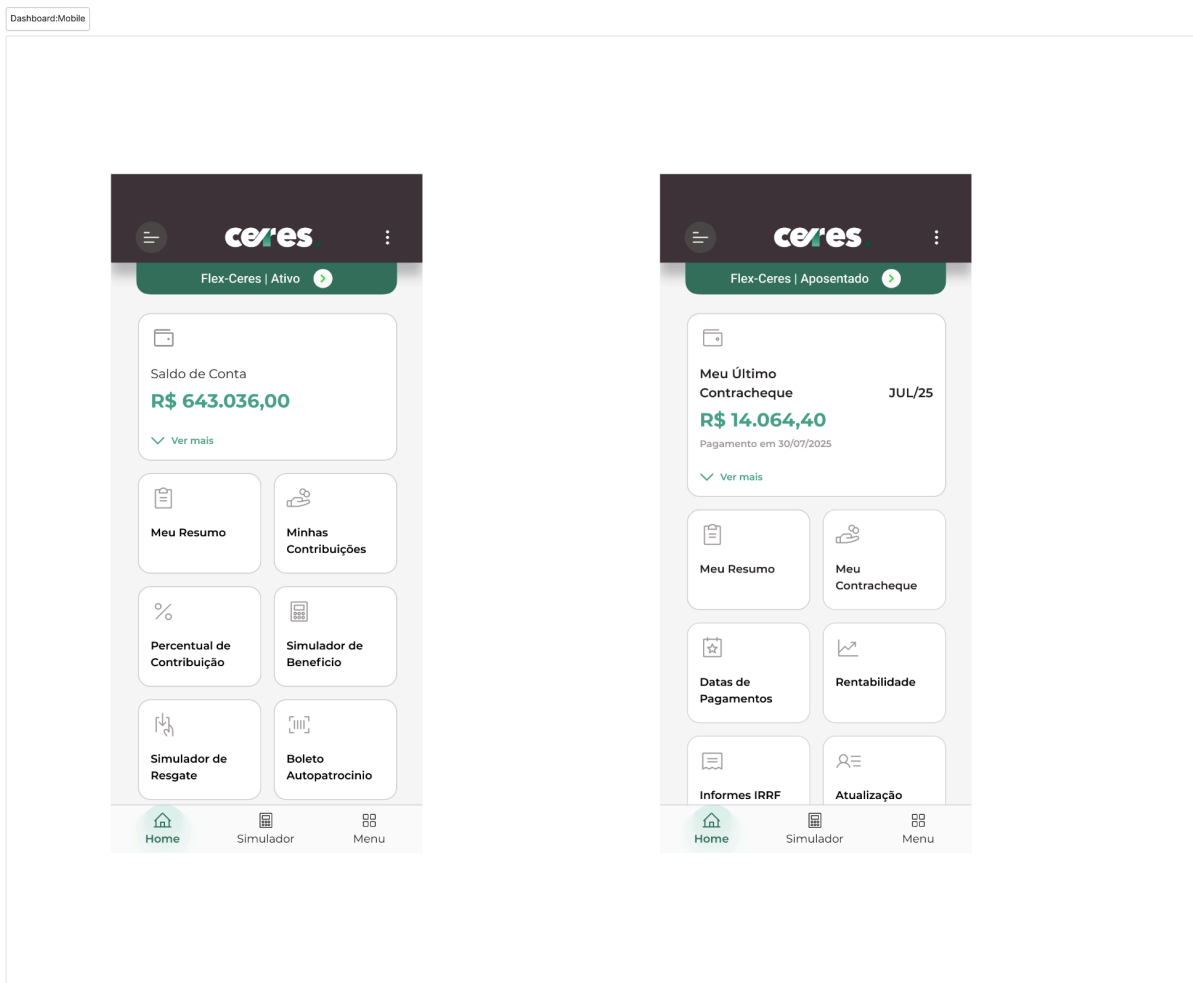 Dashboard:Mobile
ceres.
Flex-Ceres | Ativo
Saldo de Conta
R$ 643.036,00
Ver mais
Meu Resumo
Minhas
Contribuições
Percentual de
Contribuição
Simulador de
Benefício
Simulador de
Resgate
Boleto
Autopatrocinio
Home
Simulador
Menu
ceres.
Flex-Ceres | Aposentado
Meu Último
Contracheque
JUL/25
R$ 14.064,40
Pagamento em 30/07/2025
Ver mais
Meu Resumo
Meu
Contracheque
Datas de
Pagamentos
Rentabilidade
Informes IRRF
Atualização
Home
Simulador
Menu